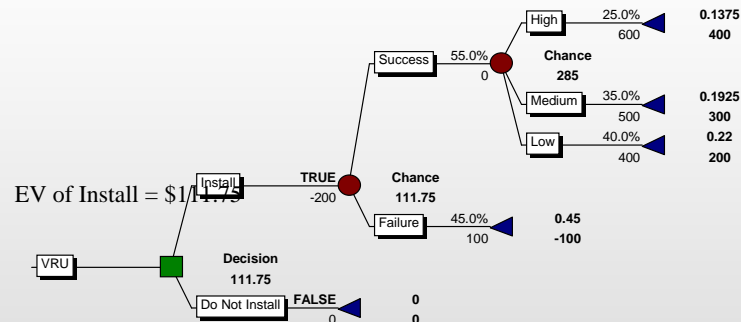 High 25.0% 0.1375
600 400
Success 55.0% Chance
0 285
Medium 35.0% 0.1925
500 300
Low 40.0% 0.22
400 200
EV of Install = $111.75
Install TRUE Chance
-200 111.75
Failure 45.0% 0.45
100 -100
VRU Decision
111.75
Do Not Install FALSE 0
0 0